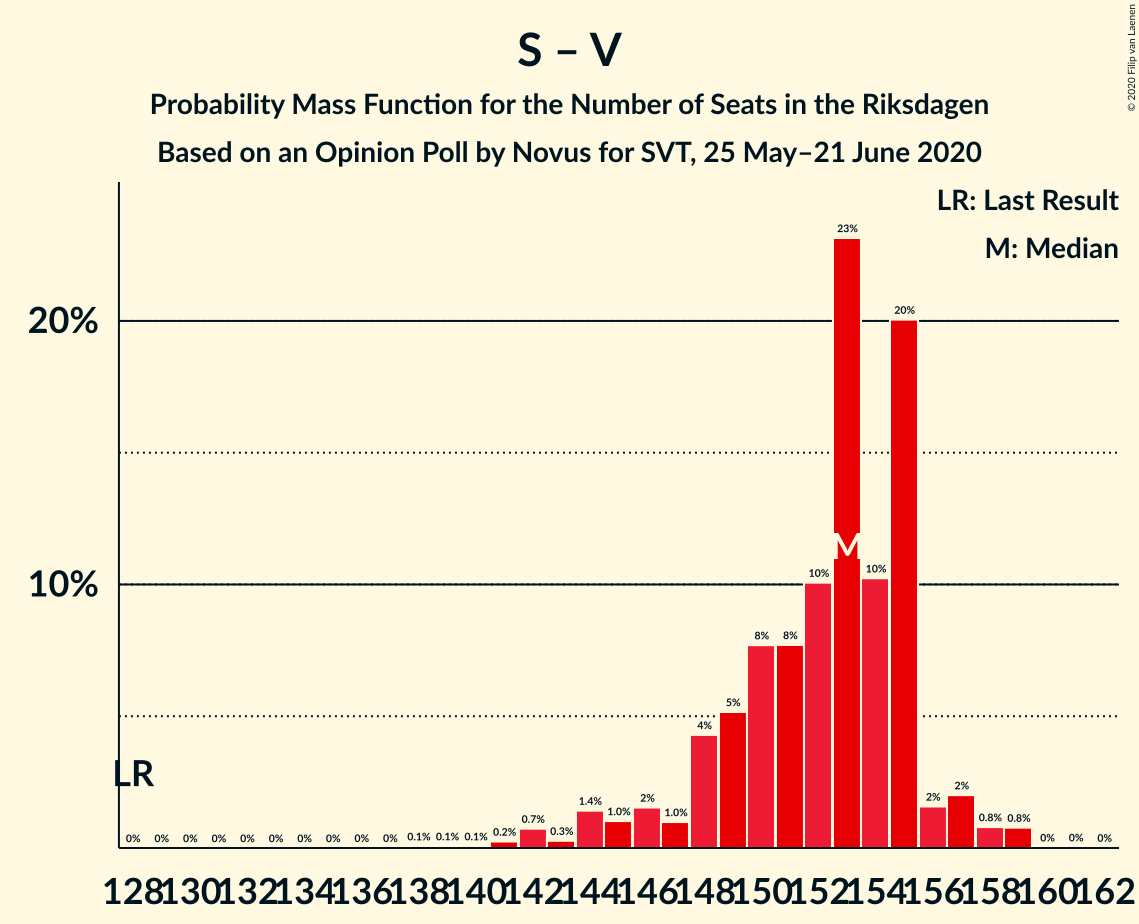 S – V
Probability Mass Function for the Number of Seats in the Riksdagen
Based on an Opinion Poll by Novus for SVT, 25 May–21 June 2020
© 2020 Filip van Laenen
LR: Last Result
M: Median
20%
10%
LR
M
0% 0% 0% 0% 0% 0% 0% 0% 0% 0% 0.1% 0.1% 0.1% 0.2% 0.7% 0.3% 1.4% 1.0% 2% 1.0% 4% 5% 8% 8% 10% 23% 10% 20% 2% 2% 0.8% 0.8% 0% 0% 0%
128 130 132 134 136 138 140 142 144 146 148 150 152 154 156 158 160 162